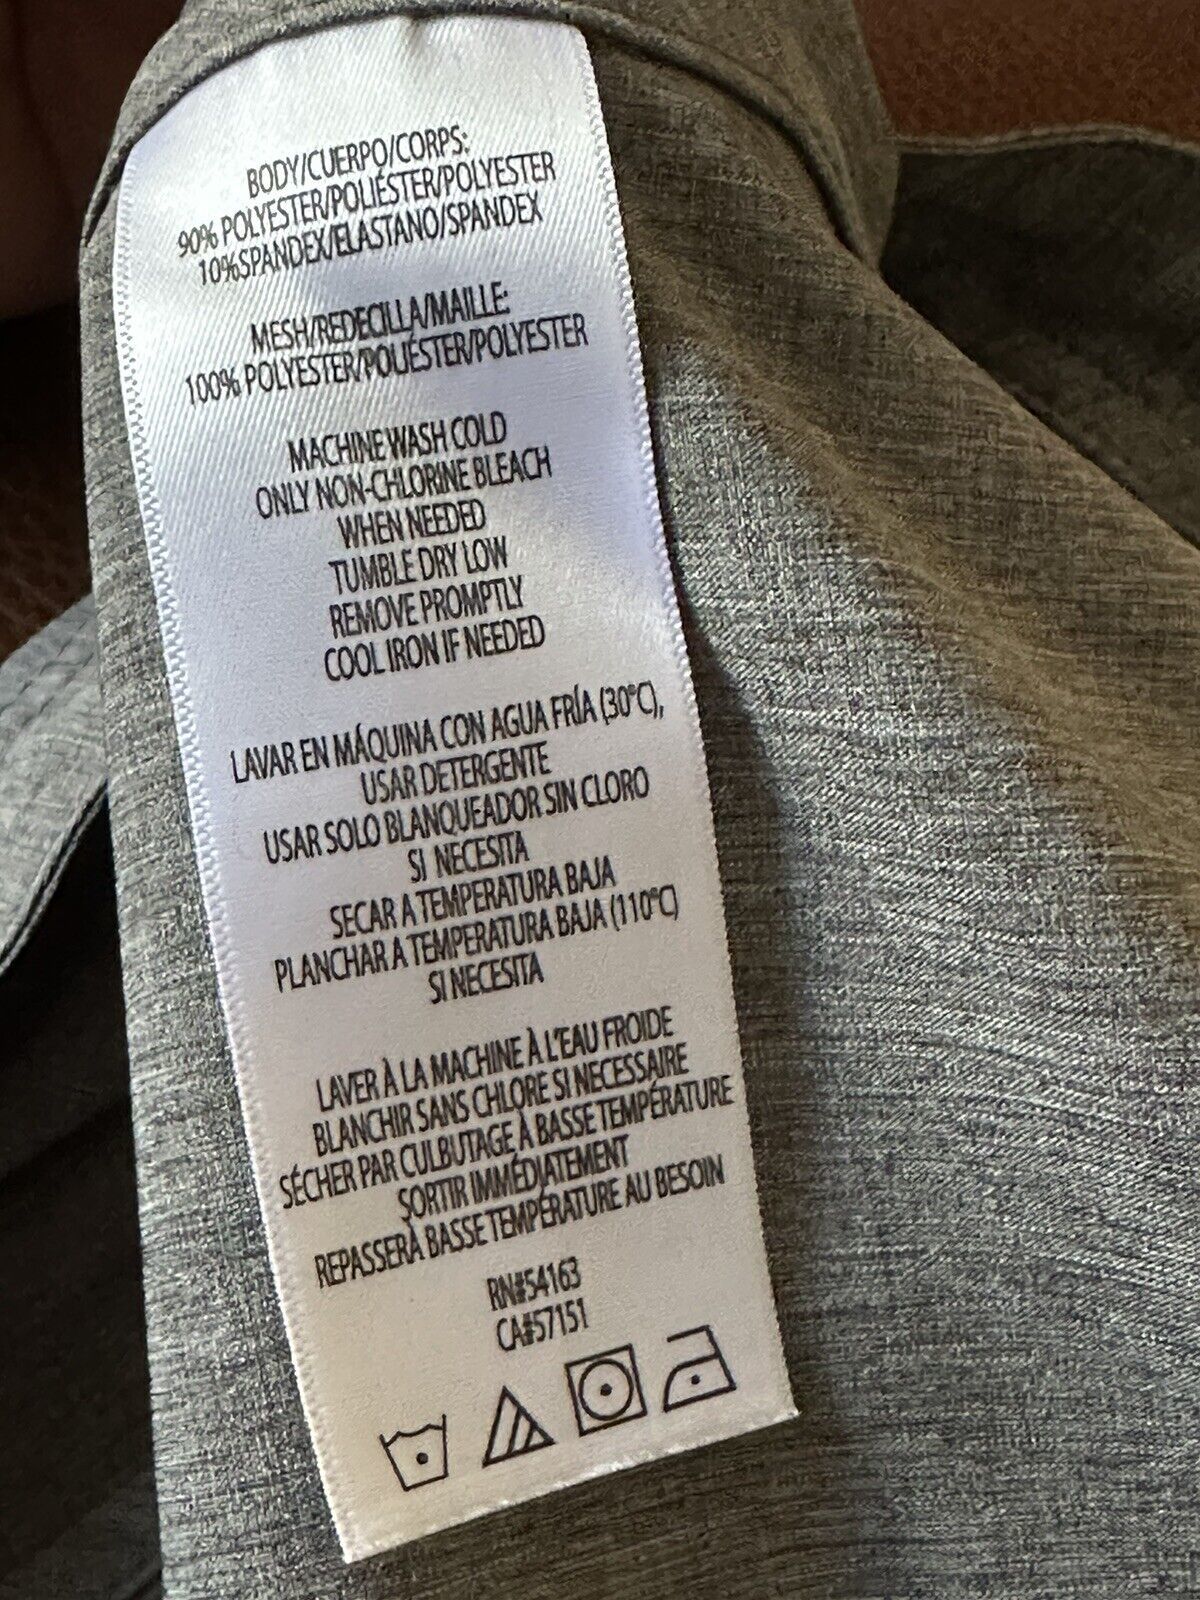 BODY/CUERPO/CORPS:
90% POLYESTER/POLIÉSTER/POLYESTER
10%SPANDEX/ELASTANO/SPANDEX
MESH/REDECILLA/MAILLE:
100% POLYESTER/POLIÉSTER/POLYESTER
MACHINE WASH COLD
ONLY NON-CHLORINE BLEACH
WHEN NEEDED
TUMBLE DRY LOW
REMOVE PROMPTLY
COOL IRON IF NEEDED
LAVAR EN MÁQUINA CON AGUA FRÍA (30°C),
USAR DETERGENTE
USAR SOLO BLANQUEADOR SIN CLORO
SI NECESITA
SECAR A TEMPERATURA BAJA
PLANCHAR A TEMPERATURA BAJA (110°C)
SI NECESITA
LAVER À LA MACHINE À L'EAU FROIDE
BLANCHIR SANS CHLORE SI NECESSAIRE
SÉCHER PAR CULBUTAGE À BASSE TEMPÉRATURE
SORTIR IMMÉDIATEMENT
REPASSER À BASSE TEMPÉRATURE AU BESOIN
RN#54163
CA#57151